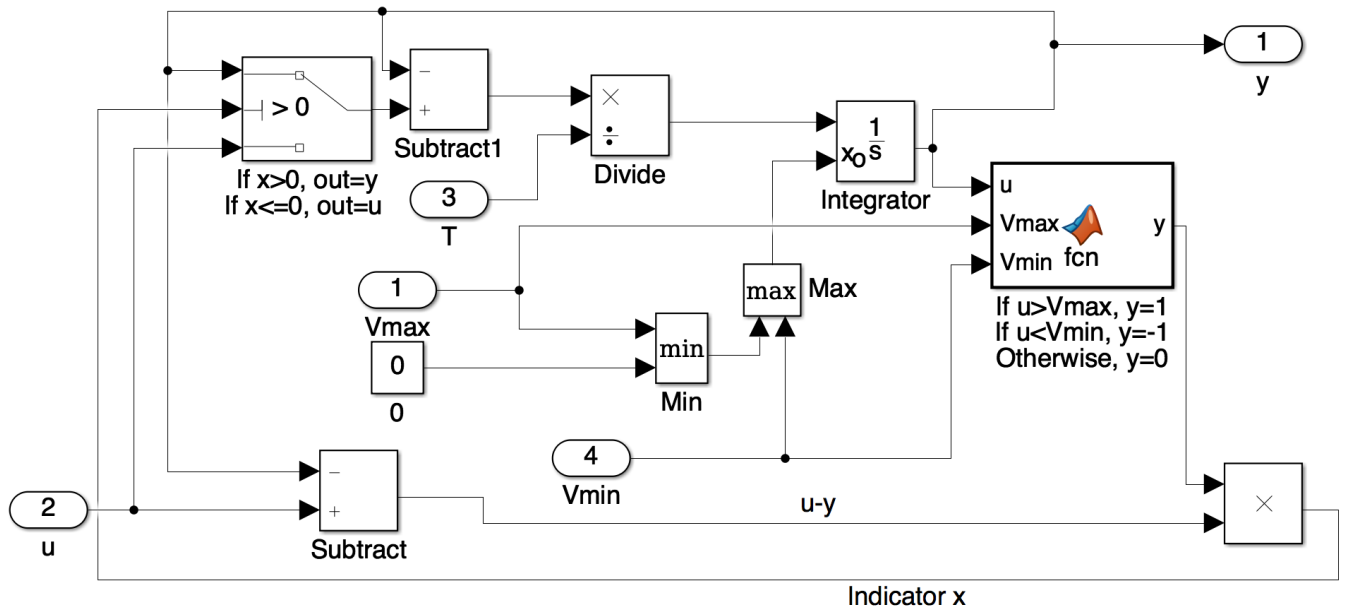 1
y
> 0
−
+
Subtract1
×
÷
Divide
1
s
xo
Integrator
If x>0, out=y
If x<=0, out=u
3
T
u
Vmax
Vmin
fcn
y
1
Vmax
max
Max
If u>Vmax, y=1
If u<Vmin, y=-1
Otherwise, y=0
min
Min
0
0
4
Vmin
−
+
Subtract
2
u
u-y
×
Indicator x